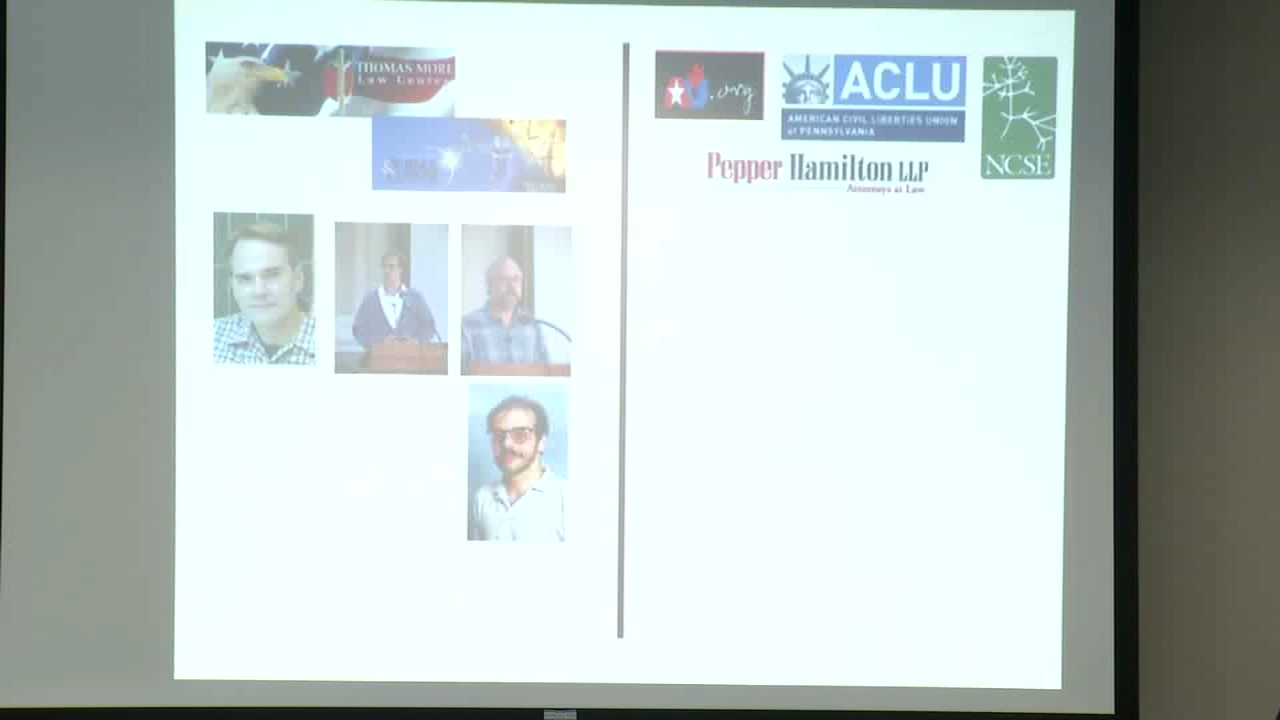 THOMAS MORE
Law Center
.org
ACLU
AMERICAN CIVIL LIBERTIES UNION
of PENNSYLVANIA
NCSE
Pepper Hamilton LLP
Attorneys at Law